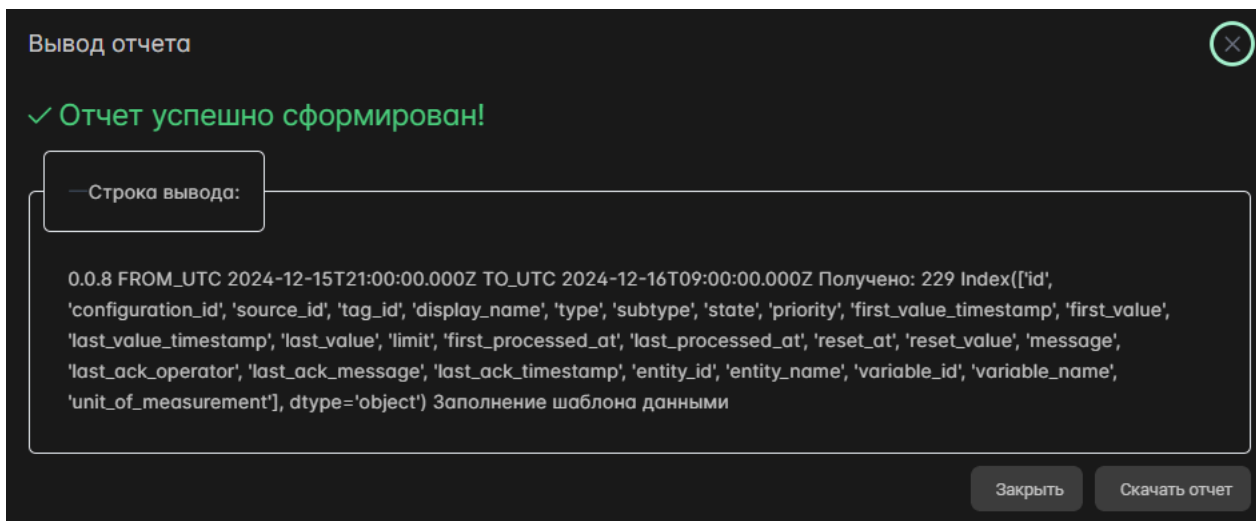 Вывод отчета
Отчет успешно сформирован!
Строка вывода:
0.0.8 FROM_UTC 2024-12-15T21:00:00.000Z TO_UTC 2024-12-16T09:00:00.000Z Получено: 229 Index(['id',
'configuration_id', 'source_id', 'tag_id', 'display_name', 'type', 'subtype', 'state', 'priority', 'first_value_timestamp', 'first_value',
'last_value_timestamp', 'last_value', 'limit', 'first_processed_at', 'last_processed_at', 'reset_at', 'reset_value', 'message',
'last_ack_operator', 'last_ack_message', 'last_ack_timestamp', 'entity_id', 'entity_name', 'variable_id', 'variable_name',
'unit_of_measurement'], dtype='object') Заполнение шаблона данными
Закрыть
Скачать отчет